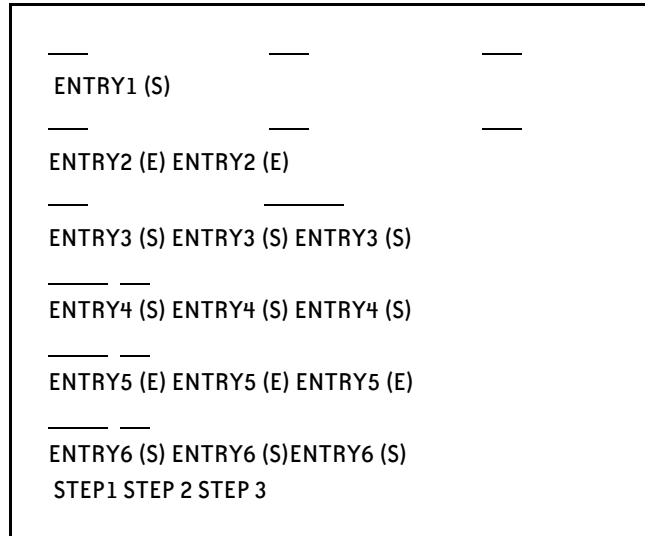 ENTRY1 (S)
ENTRY2 (E) ENTRY2 (E)
ENTRY3 (S) ENTRY3 (S) ENTRY3 (S)
ENTRY4 (S) ENTRY4 (S) ENTRY4 (S)
ENTRY5 (E) ENTRY5 (E) ENTRY5 (E)
ENTRY6 (S) ENTRY6 (S)ENTRY6 (S)
STEP1 STEP 2 STEP 3